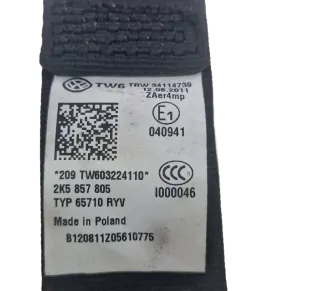 TW6 TRW 34114739
12.08.2011
ZAer4mp
E1
040941
*209 TW603224110*
2K5 857 805
TYP 65710 RYV
CCC
I000046
Made in Poland
B120811Z05610775